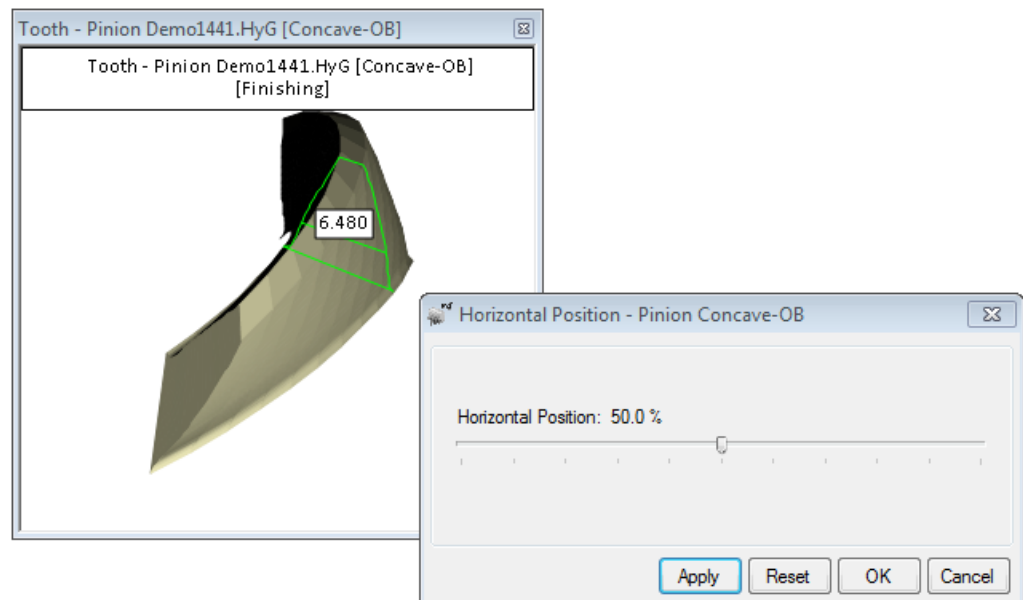 Tooth - Pinion Demo1441.HyG [Concave-OB]
Tooth - Pinion Demo1441.HyG [Concave-OB]
[Finishing]
6.480
Horizontal Position - Pinion Concave-OB
Horizontal Position: 50.0 %
Apply Reset OK Cancel